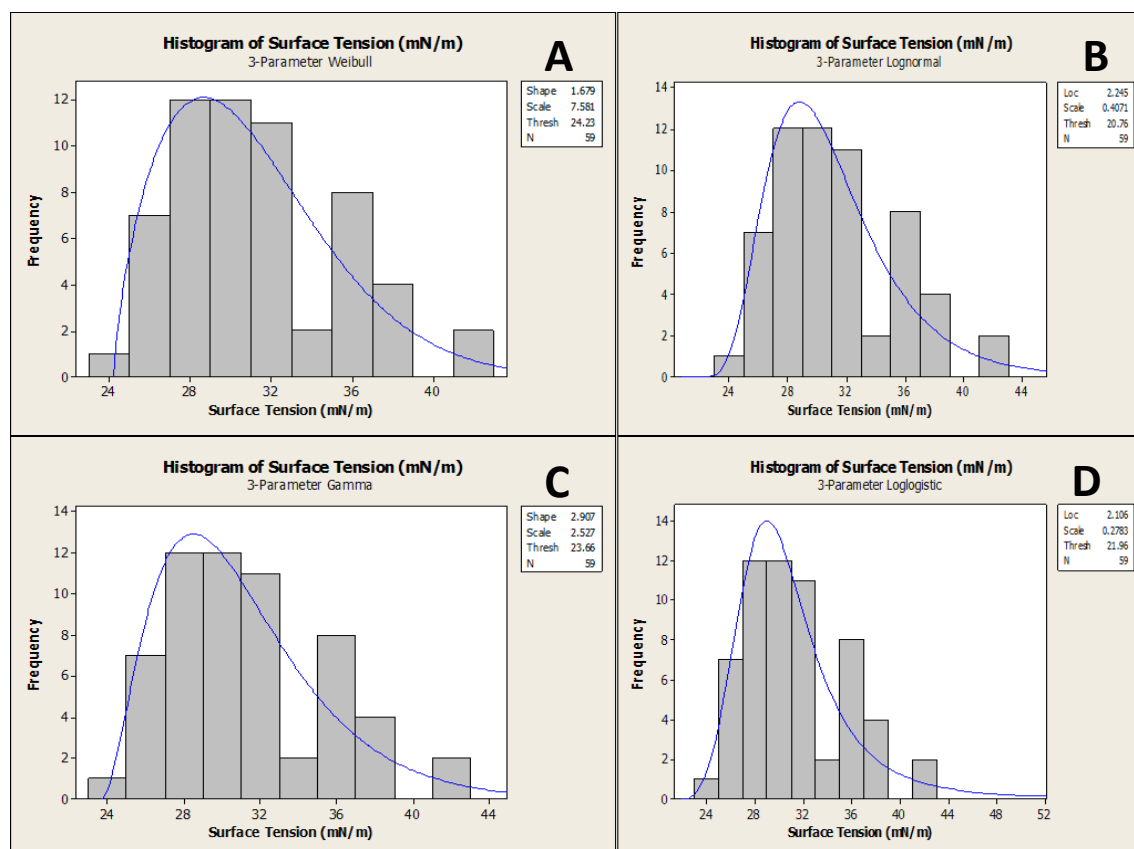 Histogram of Surface Tension (mN/m)
3-Parameter Weibull
A
Shape 1.679
Scale 7.581
Thresh 24.23
N 59
12
10
8
6
4
2
0
Frequency
24 28 32 36 40
Surface Tension (mN/m)
Histogram of Surface Tension (mN/m)
3-Parameter Lognormal
B
Loc 2.245
Scale 0.4071
Thresh 20.76
N 59
14
12
10
8
6
4
2
0
Frequency
24 28 32 36 40 44
Surface Tension (mN/m)
Histogram of Surface Tension (mN/m)
3-Parameter Gamma
C
Shape 2.907
Scale 2.527
Thresh 23.66
N 59
14
12
10
8
6
4
2
0
Frequency
24 28 32 36 40 44
Surface Tension (mN/m)
Histogram of Surface Tension (mN/m)
3-Parameter Loglogistic
D
Loc 2.106
Scale 0.2783
Thresh 21.96
N 59
14
12
10
8
6
4
2
0
Frequency
24 28 32 36 40 44 48 52
Surface Tension (mN/m)